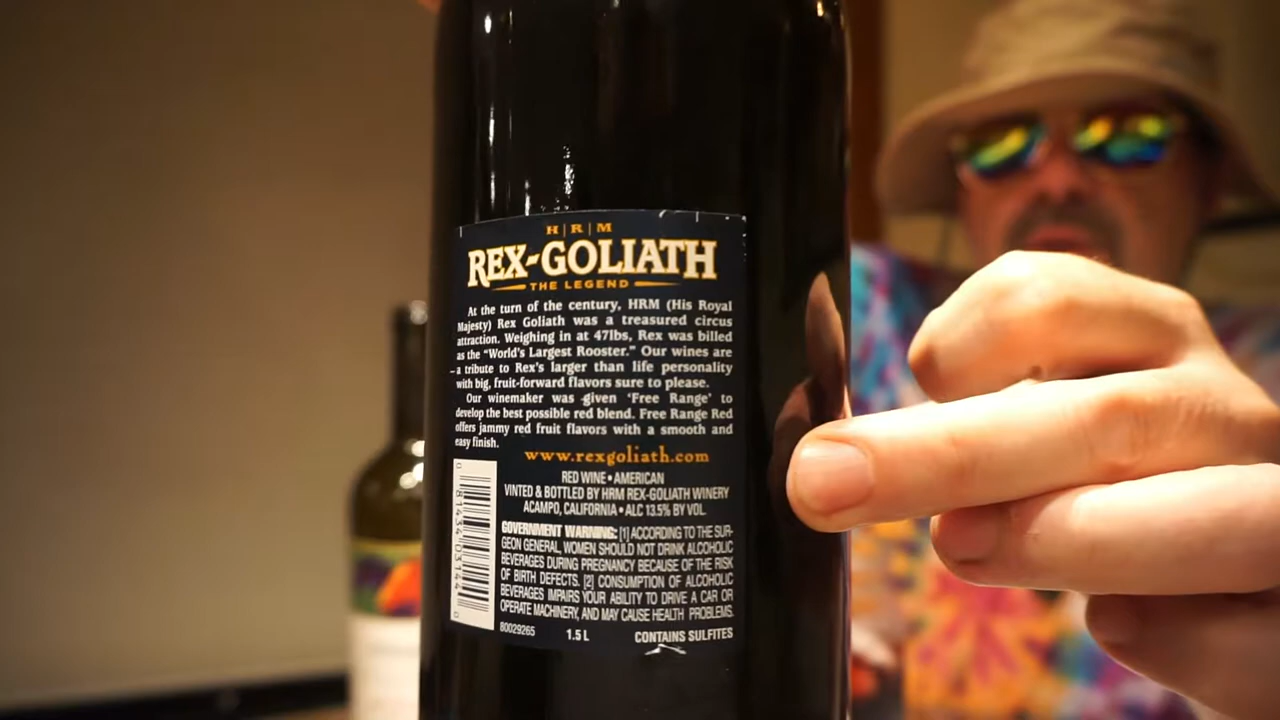 H|R|M
REX-GOLIATH
THE LEGEND
At the turn of the century, HRM (His Royal
Majesty) Rex Goliath was a treasured circus
attraction. Weighing in at 47lbs, Rex was billed
as the "World's Largest Rooster." Our wines are
a tribute to Rex's larger than life personality
with big, fruit-forward flavors sure to please.
Our winemaker was given 'Free Range' to
develop the best possible red blend. Free Range Red
offers jammy red fruit flavors with a smooth and
easy finish.
www.rexgoliath.com
RED WINE • AMERICAN
VINTED & BOTTLED BY HRM REX-GOLIATH WINERY
ACAMPO, CALIFORNIA • ALC 13.5% BY VOL.
GOVERNMENT WARNING: [1] ACCORDING TO THE SUR-
GEON GENERAL, WOMEN SHOULD NOT DRINK ALCOHOLIC
BEVERAGES DURING PREGNANCY BECAUSE OF THE RISK
OF BIRTH DEFECTS. [2] CONSUMPTION OF ALCOHOLIC
BEVERAGES IMPAIRS YOUR ABILITY TO DRIVE A CAR OR
OPERATE MACHINERY, AND MAY CAUSE HEALTH PROBLEMS.
0 81434 03144 0
80029265 1.5 L CONTAINS SULFITES